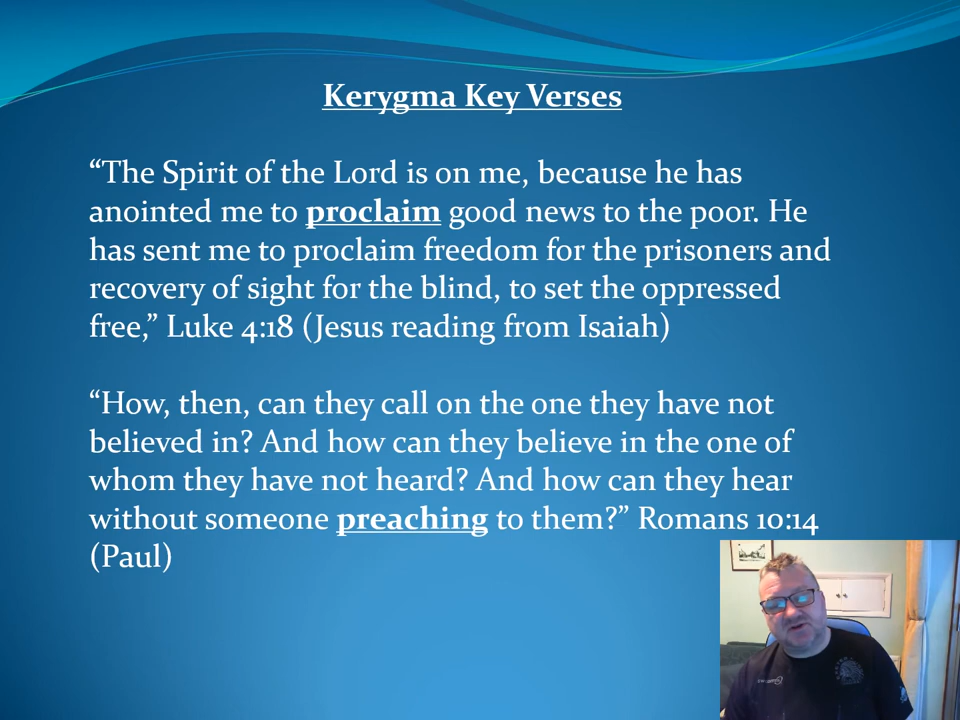 Kerygma Key Verses
“The Spirit of the Lord is on me, because he has
anointed me to proclaim good news to the poor. He
has sent me to proclaim freedom for the prisoners and
recovery of sight for the blind, to set the oppressed
free,” Luke 4:18 (Jesus reading from Isaiah)
“How, then, can they call on the one they have not
believed in? And how can they believe in the one of
whom they have not heard? And how can they hear
without someone preaching to them?” Romans 10:14
(Paul)